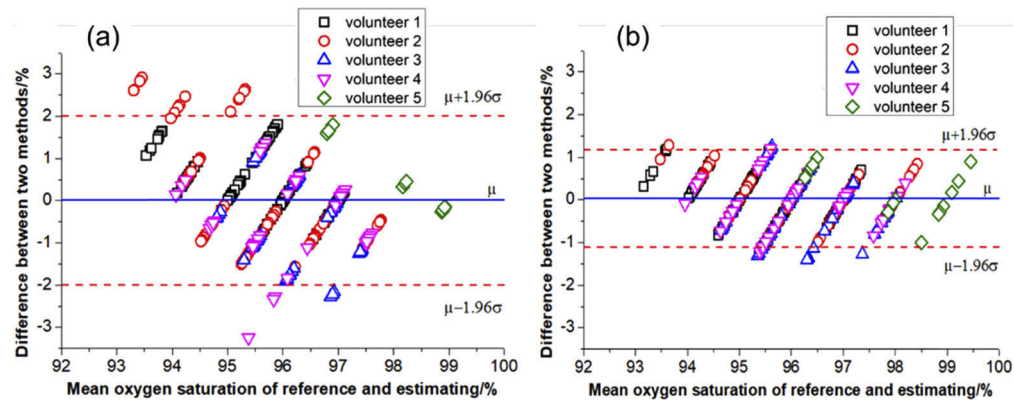 (a)
volunteer 1
volunteer 2
volunteer 3
volunteer 4
volunteer 5
Difference between two methods/%
3
2
1
0
-1
-2
-3
μ+1.96σ
μ
μ−1.96σ
92 93 94 95 96 97 98 99 100
Mean oxygen saturation of reference and estimating/%
(b)
volunteer 1
volunteer 2
volunteer 3
volunteer 4
volunteer 5
Difference between two methods/%
3
2
1
0
-1
-2
-3
μ+1.96σ
μ
μ−1.96σ
92 93 94 95 96 97 98 99 100
Mean oxygen saturation of reference and estimating/%